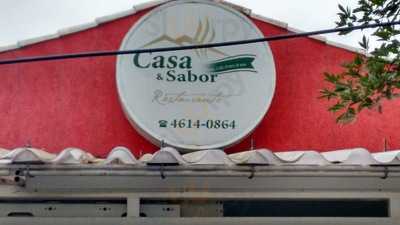 Casa
& Sabor
Restaurante
☎ 4614-0864